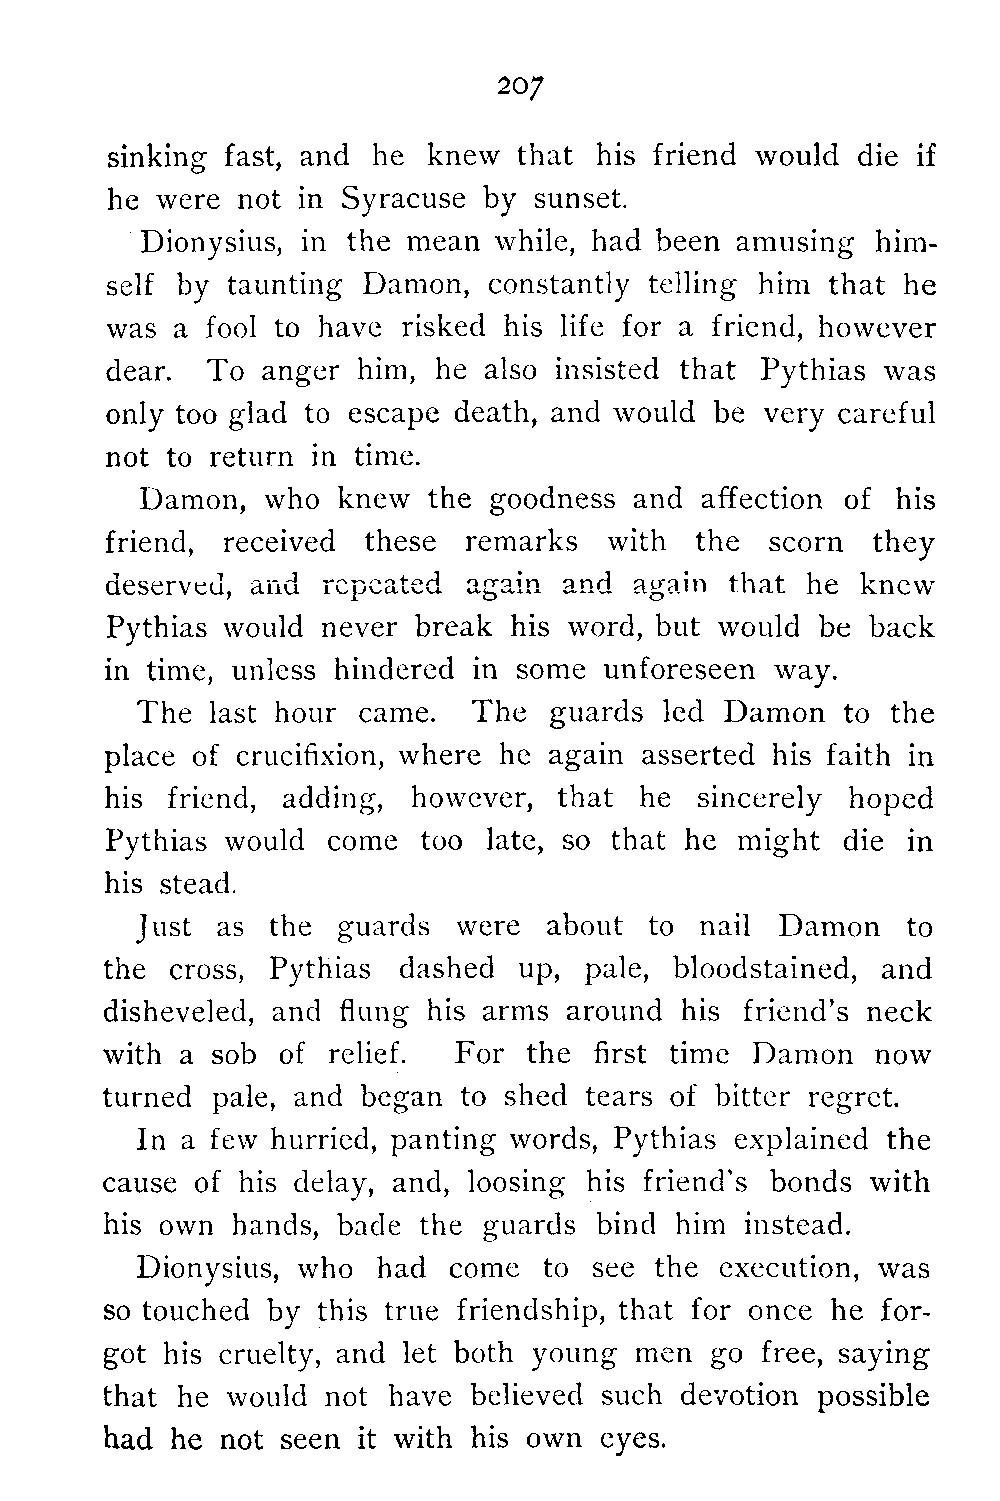 207
sinking fast, and he knew that his friend would die if
he were not in Syracuse by sunset.
Dionysius, in the mean while, had been amusing him-
self by taunting Damon, constantly telling him that he
was a fool to have risked his life for a friend, however
dear. To anger him, he also insisted that Pythias was
only too glad to escape death, and would be very careful
not to return in time.
Damon, who knew the goodness and affection of his
friend, received these remarks with the scorn they
deserved, and repeated again and again that he knew
Pythias would never break his word, but would be back
in time, unless hindered in some unforeseen way.
The last hour came. The guards led Damon to the
place of crucifixion, where he again asserted his faith in
his friend, adding, however, that he sincerely hoped
Pythias would come too late, so that he might die in
his stead.
Just as the guards were about to nail Damon to
the cross, Pythias dashed up, pale, bloodstained, and
disheveled, and flung his arms around his friend's neck
with a sob of relief. For the first time Damon now
turned pale, and began to shed tears of bitter regret.
In a few hurried, panting words, Pythias explained the
cause of his delay, and, loosing his friend's bonds with
his own hands, bade the guards bind him instead.
Dionysius, who had come to see the execution, was
so touched by this true friendship, that for once he for-
got his cruelty, and let both young men go free, saying
that he would not have believed such devotion possible
had he not seen it with his own eyes.